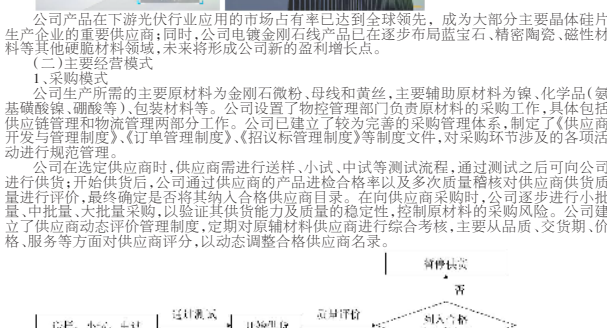 公司产品在下游光伏行业应用的市场占有率已达到全球领先，成为大部分主要晶体硅片
生产企业的重要供应商；同时，公司电镀金刚石线产品已在逐步布局蓝宝石、精密陶瓷、磁性材
料等其他硬脆材料领域，未来将形成公司新的盈利增长点。
（二）主要经营模式
1、采购模式
公司生产所需的主要原材料为金刚石微粉、母线和黄丝，主要辅助原材料为镍、化学品（氨
基磺酸镍、硼酸等）、包装材料等。公司设置了物控管理部门负责原材料的采购工作，具体包括
供应链管理和物流管理两部分工作。公司已建立了较为完善的采购管理体系，制定了《供应商
开发与管理制度》、《订单管理制度》、《招议标管理制度》等制度文件，对采购环节涉及的各项活
动进行规范管理。
公司在选定供应商时，供应商需进行送样、小试、中试等测试流程，通过测试之后可向公司
进行供货；开始供货后，公司通过供应商的产品进检合格率以及多次质量稽核对供应商供货质
量进行评价，最终确定是否将其纳入合格供应商目录。在向供应商采购时，公司逐步进行小批
量、中批量、大批量采购，以验证其供货能力及质量的稳定性，控制原材料的采购风险。公司建
立了供应商动态评价管理制度，定期对原辅材料供应商进行综合考核，主要从品质、交货期、价
格、服务等方面对供应商评分，以动态调整合格供应商名录。
暂停供货
否
通过测试
质量评价
开始供货
列入合格